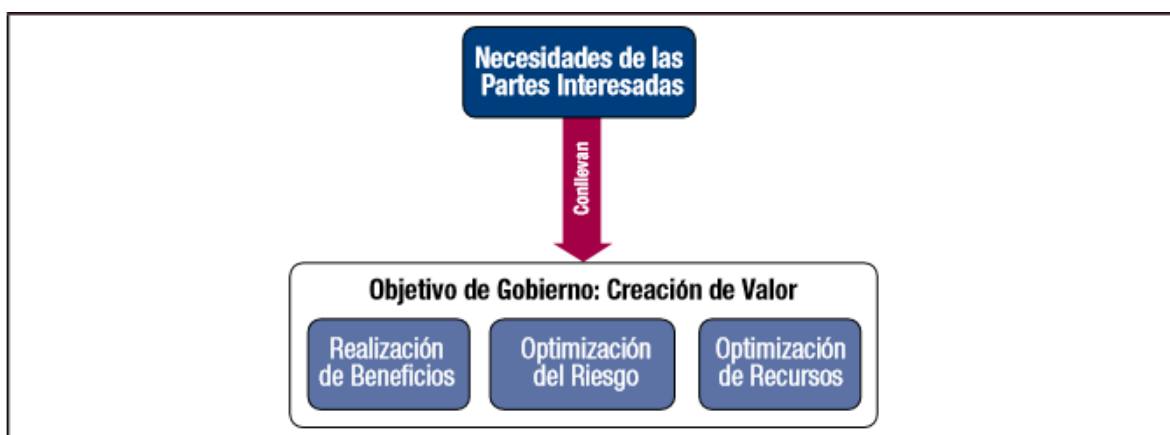 Necesidades de las
Partes Interesadas
Conllevan
Objetivo de Gobierno: Creación de Valor
Realización
de Beneficios
Optimización
del Riesgo
Optimización
de Recursos